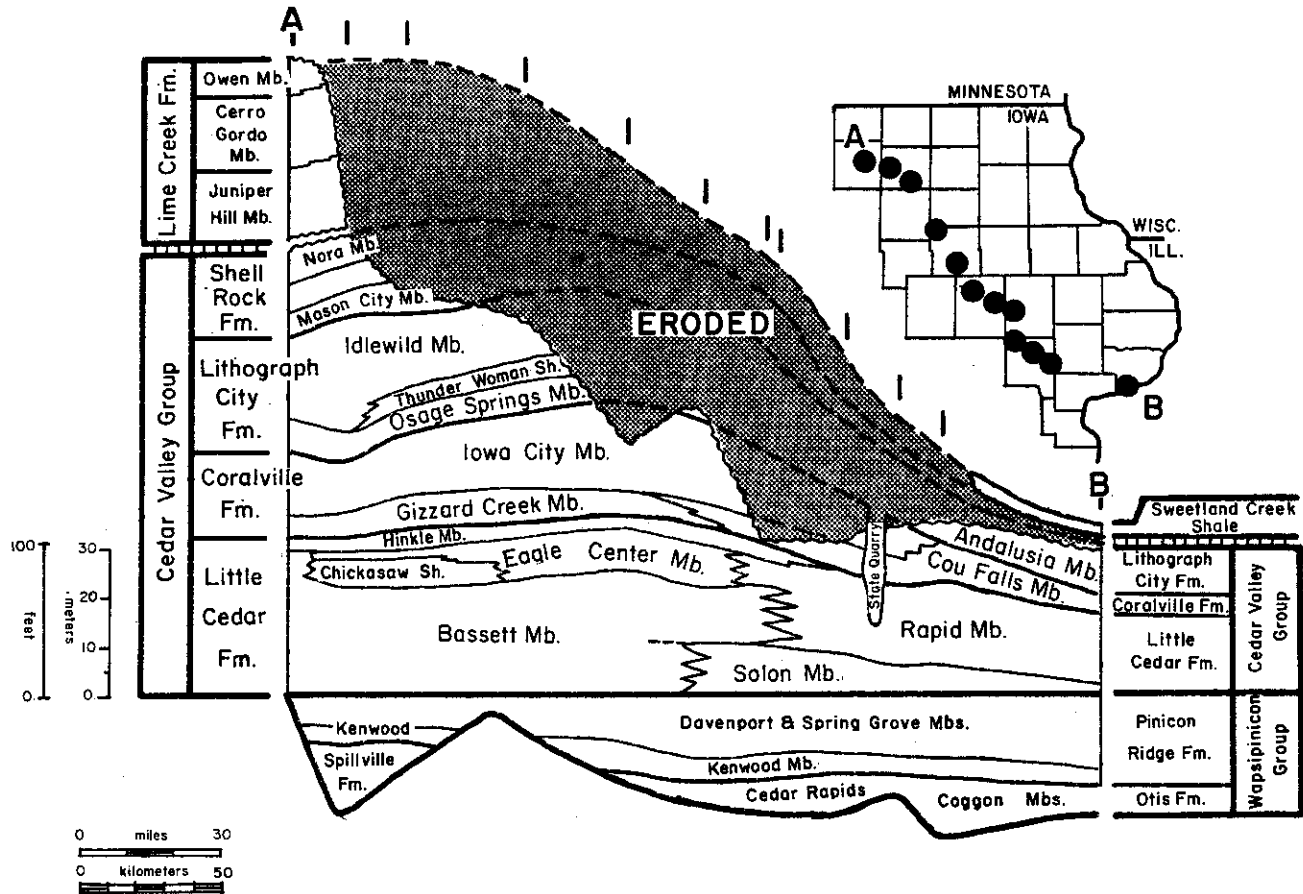 A
Lime Creek Fm.
Owen Mb.
Cerro
Gordo
Mb.
Juniper
Hill Mb.
Cedar Valley Group
Shell
Rock
Fm.
Lithograph
City
Fm.
Coralville
Fm.
Little
Cedar
Fm.
Nora Mb.
Mason City Mb.
Idlewild Mb.
Thunder Woman Sh.
Osage Springs Mb.
Iowa City Mb.
Gizzard Creek Mb.
Hinkle Mb.
Eagle Center Mb.
Chickasaw Sh.
Bassett Mb.
Solon Mb.
Rapid Mb.
State Quarry
Cou Falls Mb.
Andalusia Mb.
ERODED
MINNESOTA
IOWA
WISC.
ILL.
A
B
B
Sweetland Creek
Shale
Lithograph
City Fm.
Coralville Fm.
Little
Cedar Fm.
Cedar Valley
Group
Pinicon
Ridge Fm.
Otis Fm.
Wapsipinicon
Group
Kenwood
Spillville
Fm.
Davenport & Spring Grove Mbs.
Kenwood Mb.
Cedar Rapids
Coggon Mbs.
100
0
feet
30
20
10
0
meters
0 miles 30
0 kilometers 50